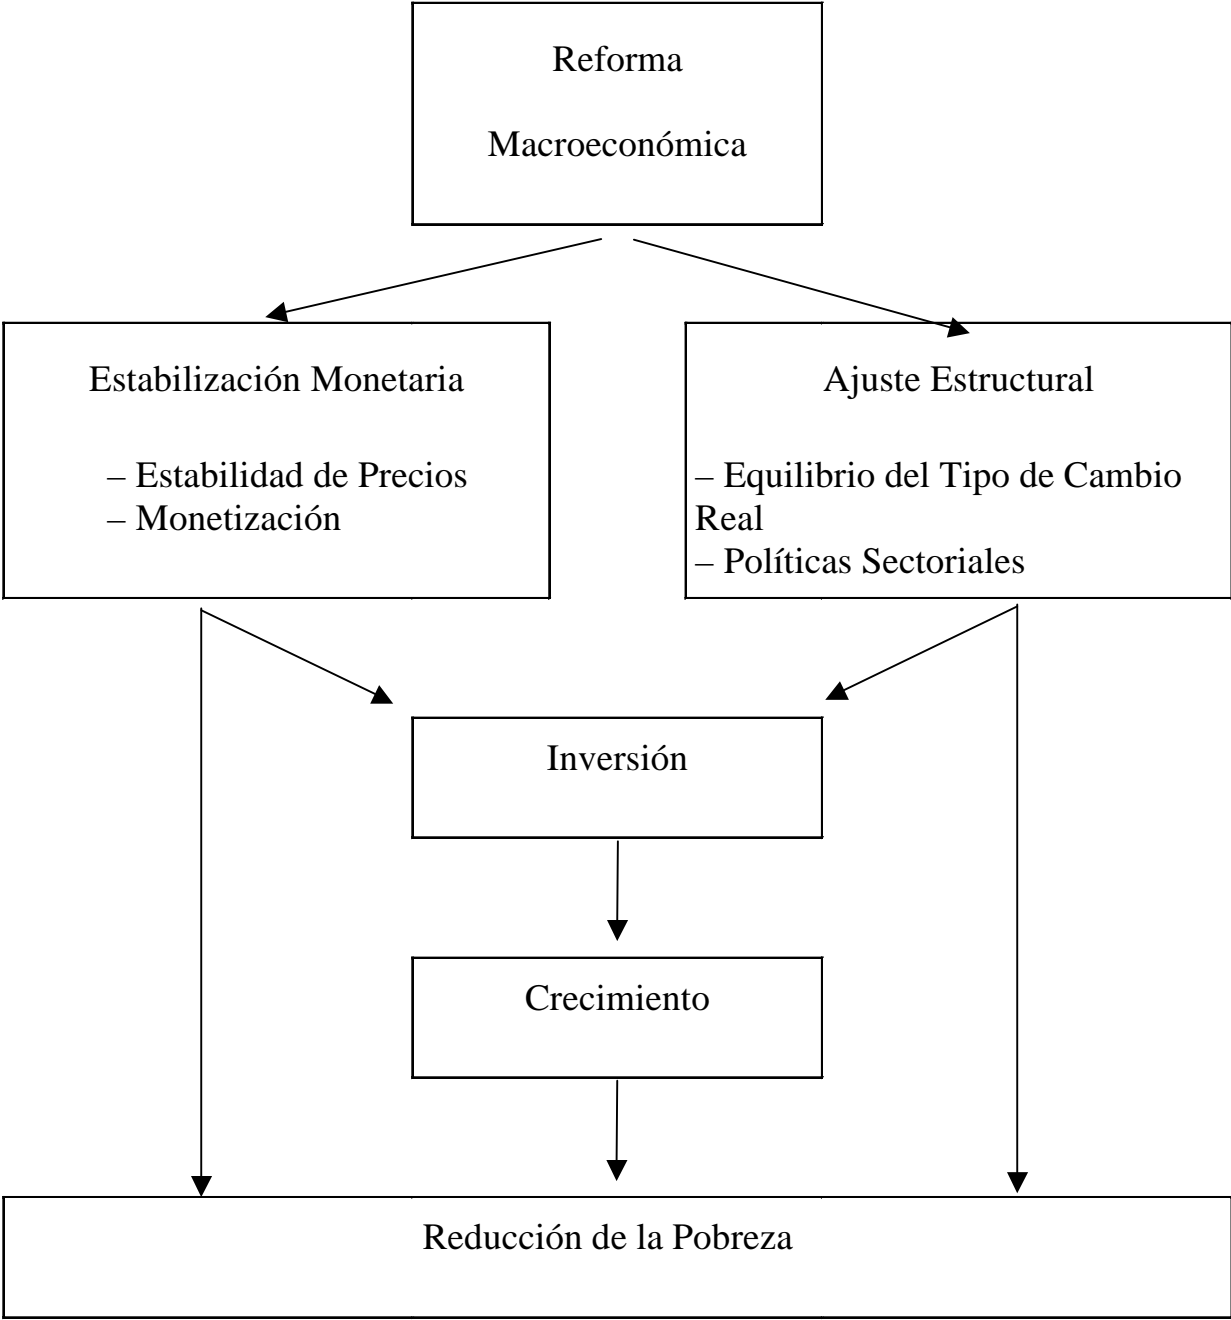 Reforma
Macroeconómica
Estabilización Monetaria
– Estabilidad de Precios
– Monetización
Ajuste Estructural
– Equilibrio del Tipo de Cambio
Real
– Políticas Sectoriales
Inversión
Crecimiento
Reducción de la Pobreza